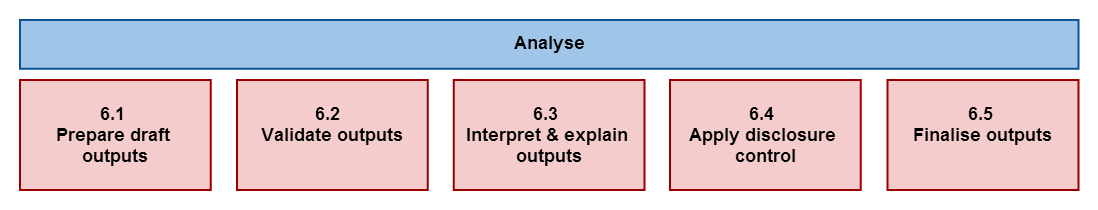 Analyse
6.1
Prepare draft
outputs
6.2
Validate outputs
6.3
Interpret & explain
outputs
6.4
Apply disclosure
control
6.5
Finalise outputs